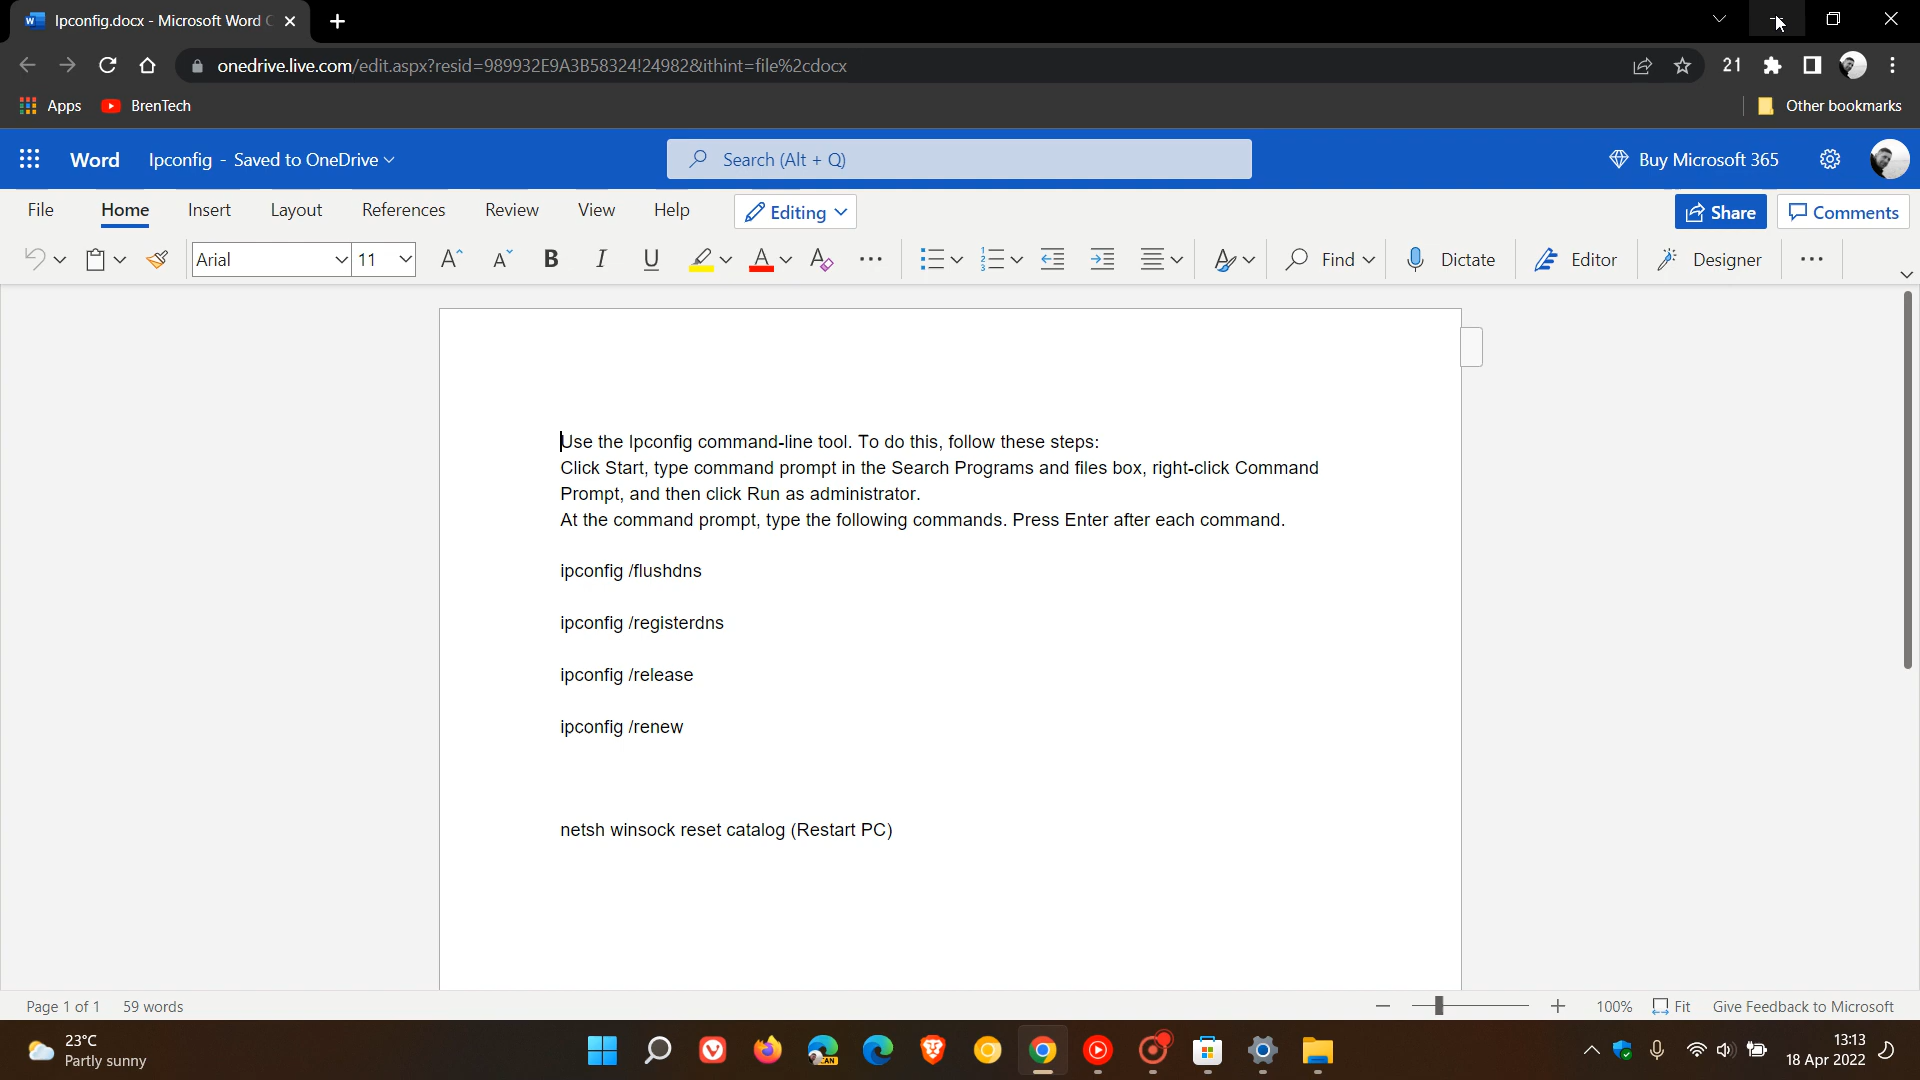 Ipconfig.docx - Microsoft Word
onedrive.live.com/edit.aspx?resid=989932E9A3B58324!24982&ithint=file%2cdocx
21
Apps
BrenTech
Other bookmarks
Word
Ipconfig - Saved to OneDrive
Search (Alt + Q)
Buy Microsoft 365
File
Home
Insert
Layout
References
Review
View
Help
Editing
Share
Comments
Arial
11
Find
Dictate
Editor
Designer
Use the Ipconfig command-line tool. To do this, follow these steps:
Click Start, type command prompt in the Search Programs and files box, right-click Command
Prompt, and then click Run as administrator.
At the command prompt, type the following commands. Press Enter after each command.
ipconfig /flushdns
ipconfig /registerdns
ipconfig /release
ipconfig /renew
netsh winsock reset catalog (Restart PC)
Page 1 of 1
59 words
100%
Fit
Give Feedback to Microsoft
23°C
Partly sunny
CAN
13:13
18 Apr 2022